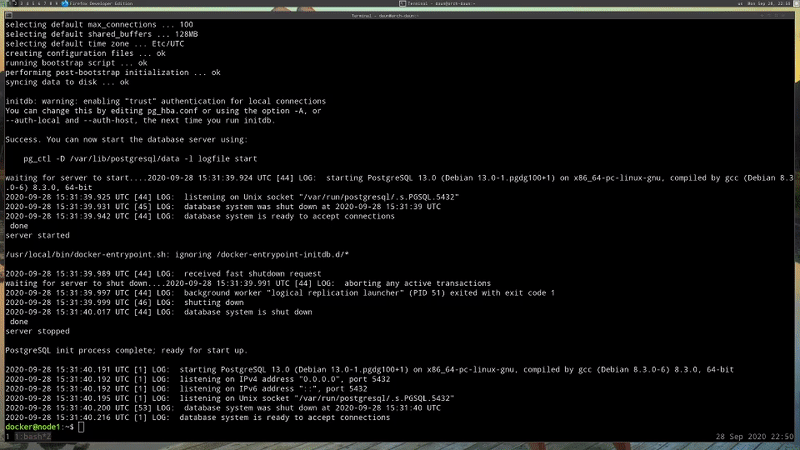 Firefox Developer Edition
Terminal
selecting default max_connections ... 100
selecting default shared_buffers ... 128MB
selecting default time zone ... Etc/UTC
creating configuration files ... ok
running bootstrap script ... ok
performing post-bootstrap initialization ... ok
syncing data to disk ... ok
initdb: warning: enabling "trust" authentication for local connections
You can change this by editing pg_hba.conf or using the option -A, or
--auth-local and --auth-host, the next time you run initdb.
Success. You can now start the database server using:
pg_ctl -D /var/lib/postgresql/data -l logfile start
waiting for server to start....2020-09-28 15:31:39.924 UTC [44] LOG:  starting PostgreSQL 13.0 (Debian 13.0-1.pgdg100+1) on x86_64-pc-linux-gnu, compiled by gcc (Debian 8.3
.0-6) 8.3.0, 64-bit
2020-09-28 15:31:39.925 UTC [44] LOG:  listening on Unix socket "/var/run/postgresql/.s.PGSQL.5432"
2020-09-28 15:31:39.931 UTC [45] LOG:  database system was shut down at 2020-09-28 15:31:39 UTC
2020-09-28 15:31:39.942 UTC [44] LOG:  database system is ready to accept connections
done
server started
/usr/local/bin/docker-entrypoint.sh: ignoring /docker-entrypoint-initdb.d/*
2020-09-28 15:31:39.989 UTC [44] LOG:  received fast shutdown request
waiting for server to shut down....2020-09-28 15:31:39.991 UTC [44] LOG:  aborting any active transactions
2020-09-28 15:31:39.997 UTC [44] LOG:  background worker "logical replication launcher" (PID 51) exited with exit code 1
2020-09-28 15:31:39.999 UTC [46] LOG:  shutting down
2020-09-28 15:31:40.017 UTC [44] LOG:  database system is shut down
done
server stopped
PostgreSQL init process complete; ready for start up.
2020-09-28 15:31:40.191 UTC [1] LOG:  starting PostgreSQL 13.0 (Debian 13.0-1.pgdg100+1) on x86_64-pc-linux-gnu, compiled by gcc (Debian 8.3.0-6) 8.3.0, 64-bit
2020-09-28 15:31:40.192 UTC [1] LOG:  listening on IPv4 address "0.0.0.0", port 5432
2020-09-28 15:31:40.192 UTC [1] LOG:  listening on IPv6 address "::", port 5432
2020-09-28 15:31:40.195 UTC [1] LOG:  listening on Unix socket "/var/run/postgresql/.s.PGSQL.5432"
2020-09-28 15:31:40.200 UTC [53] LOG:  database system was shut down at 2020-09-28 15:31:40 UTC
2020-09-28 15:31:40.216 UTC [1] LOG:  database system is ready to accept connections
docker@node1:~$
1 1:bash*Z 28 Sep 2020 22:50